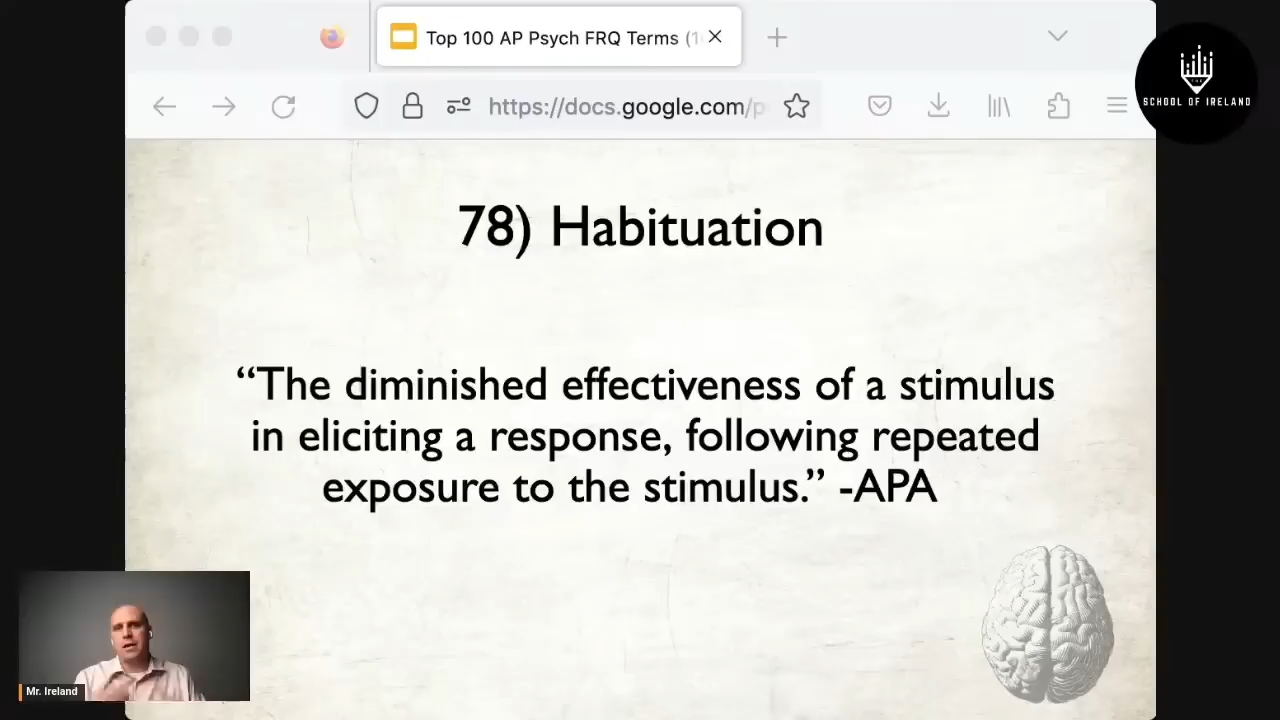 Top 100 AP Psych FRQ Terms (1
https://docs.google.com/p
THE
SCHOOL OF IRELAND
78) Habituation
“The diminished effectiveness of a stimulus
in eliciting a response, following repeated
exposure to the stimulus.” -APA
Mr. Ireland